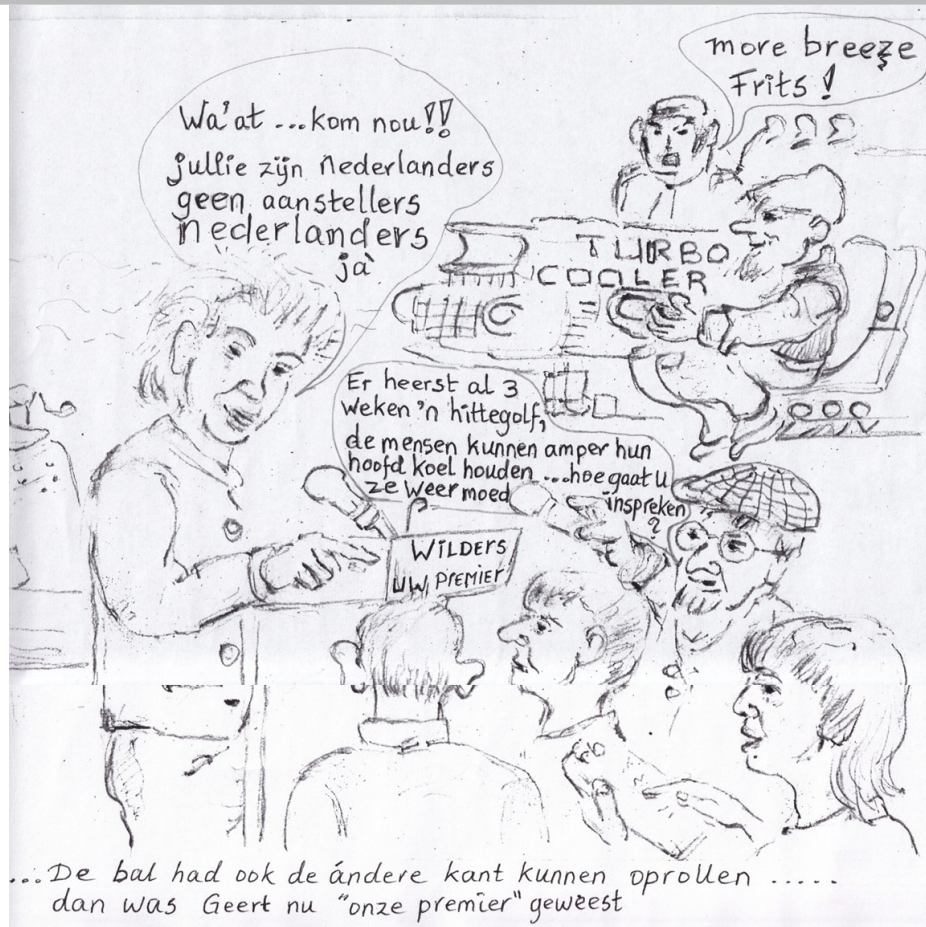 more breeze
Frits!
Wa'at ...kom nou!!
jullie zijn nederlanders
geen aanstellers
nederlanders
ja
TURBO
COOLER
Er heerst al 3
weken 'n hittegolf,
de mensen kunnen amper hun
hoofd koel houden ...hoe gaat u
ze weer moed inspreken
?
WILDERS
UW PREMIER
...De bal had ook de ándere kant kunnen oprollen .....
dan was Geert nu "onze premier" geweest